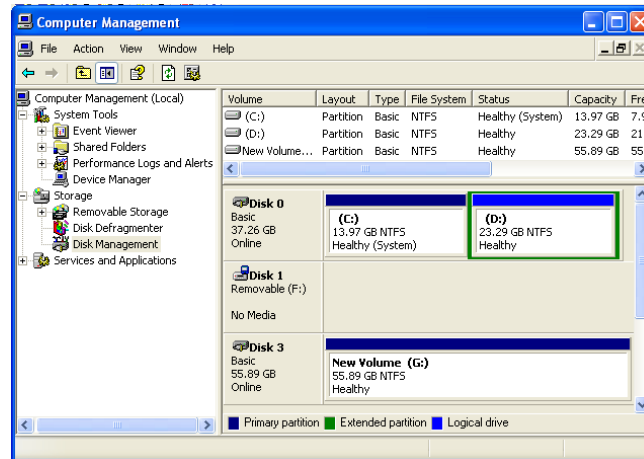 Computer Management
File Action View Window Help
Computer Management (Local)
System Tools
Event Viewer
Shared Folders
Performance Logs and Alerts
Device Manager
Storage
Removable Storage
Disk Defragmenter
Disk Management
Services and Applications
Volume Layout Type File System Status Capacity
(C:) Partition Basic NTFS Healthy (System) 13.97 GB
(D:) Partition Basic NTFS Healthy 23.29 GB
New Volume... Partition Basic NTFS Healthy 55.89 GB
Disk 0
Basic
37.26 GB
Online
(C:)
13.97 GB NTFS
Healthy (System)
(D:)
23.29 GB NTFS
Healthy
Disk 1
Removable (F:)
No Media
Disk 3
Basic
55.89 GB
Online
New Volume (G:)
55.89 GB NTFS
Healthy
Primary partition Extended partition Logical drive